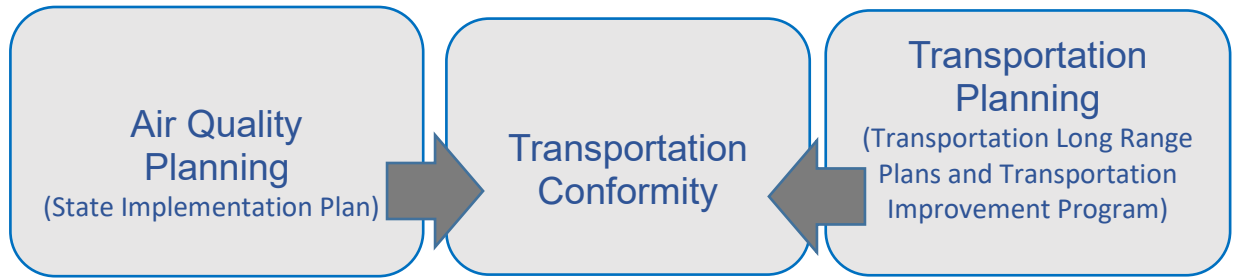 Air Quality
Planning
(State Implementation Plan)
Transportation
Conformity
Transportation
Planning
(Transportation Long Range
Plans and Transportation
Improvement Program)